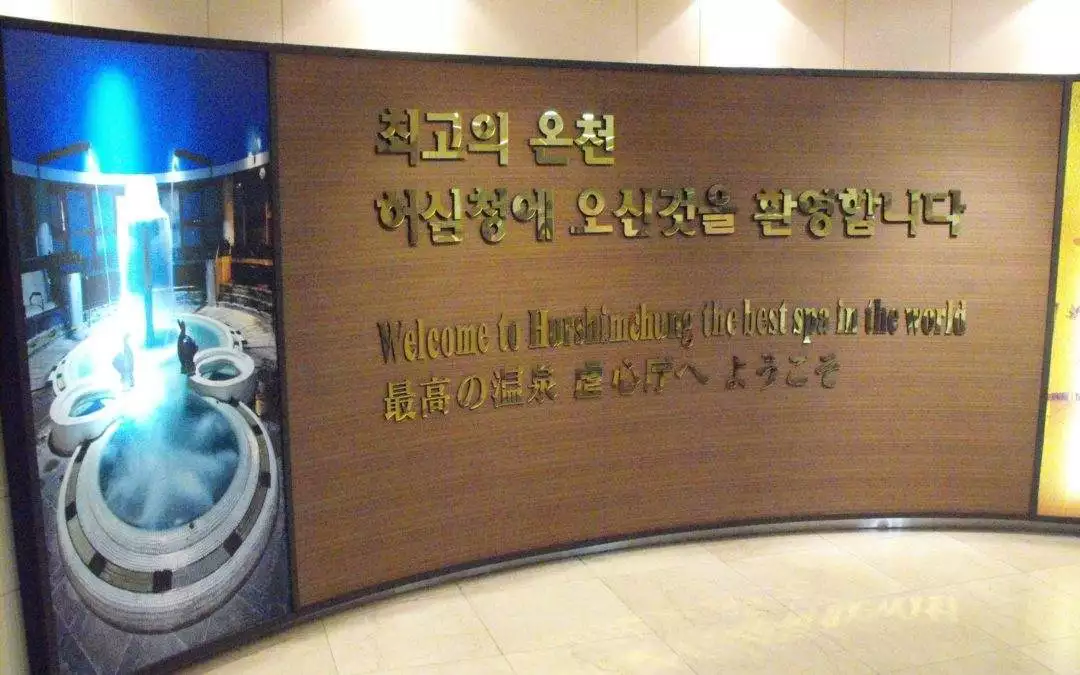 최고의 온천
허심청에 오신것을 환영합니다
Welcome to Hurshimchung the best spa in the world
最高の温泉 虚心庁へ ようこそ